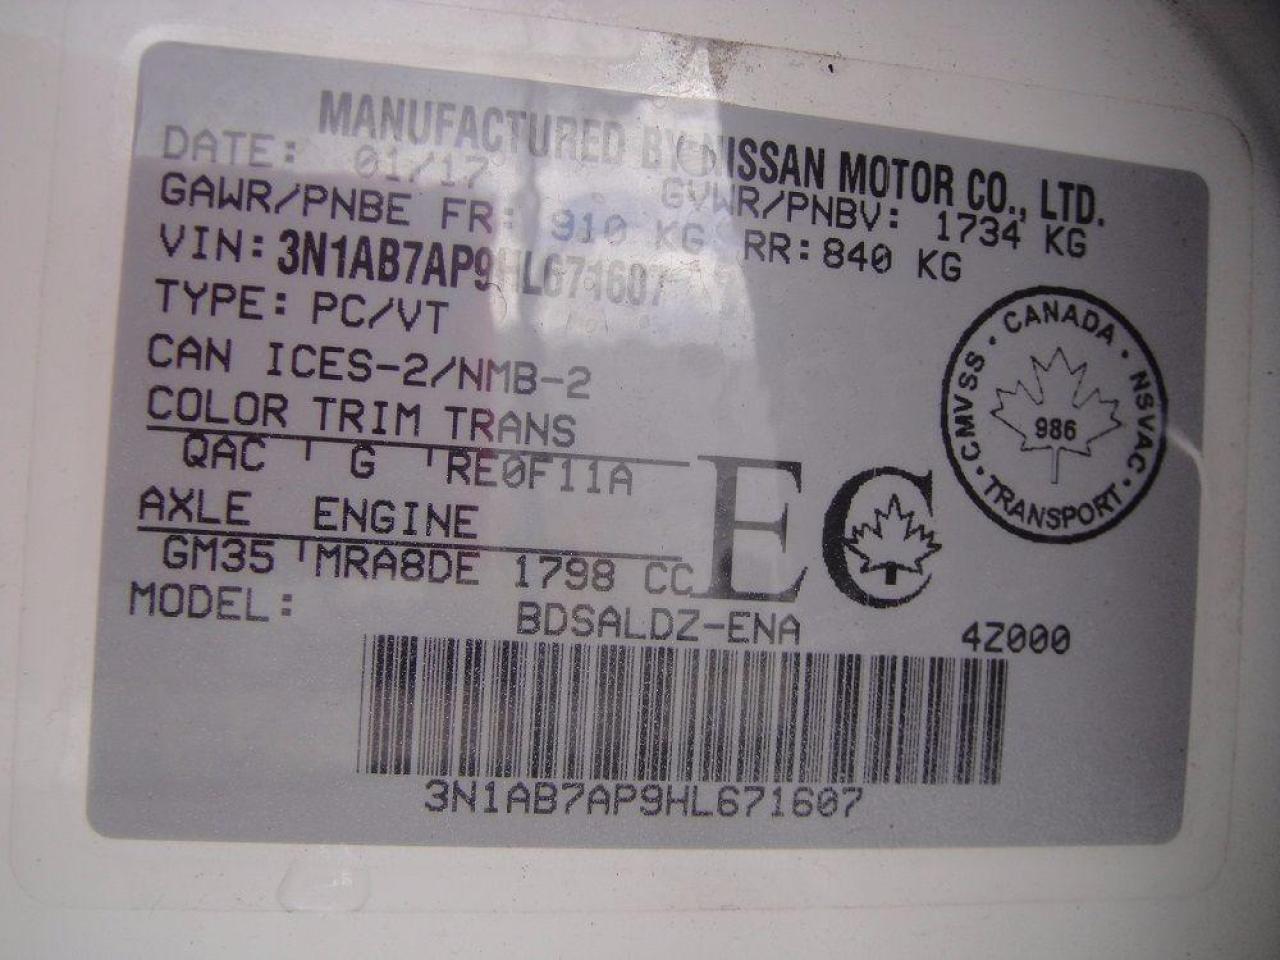 MANUFACTURED BY NISSAN MOTOR CO., LTD.
DATE: 01/17 GVWR/PNBV: 1734 KG
GAWR/PNBE FR: 910 KG RR: 840 KG
VIN: 3N1AB7AP9HL671607
TYPE: PC/VT
CAN ICES-2/NMB-2
COLOR TRIM TRANS
QAC G RE0F11A
AXLE ENGINE
GM35 MRA8DE 1798 CC
MODEL: BDSALDZ-ENA 4Z000
EC
CANADA · NSVAC · TRANSPORT · CMVSS ·
986
3N1AB7AP9HL671607